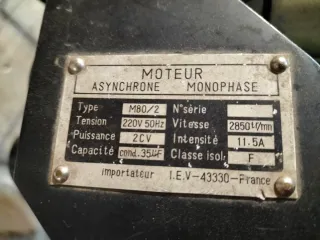 MOTEUR
ASYNCHRONE MONOPHASE
Type M80/2 N°série
Tension 220V 50Hz Vitesse 2850t/mn
Puissance 2CV Intensité 11.5A
Capacité cond.35µF Classe isol. F
importateur I.E.V-43330-France